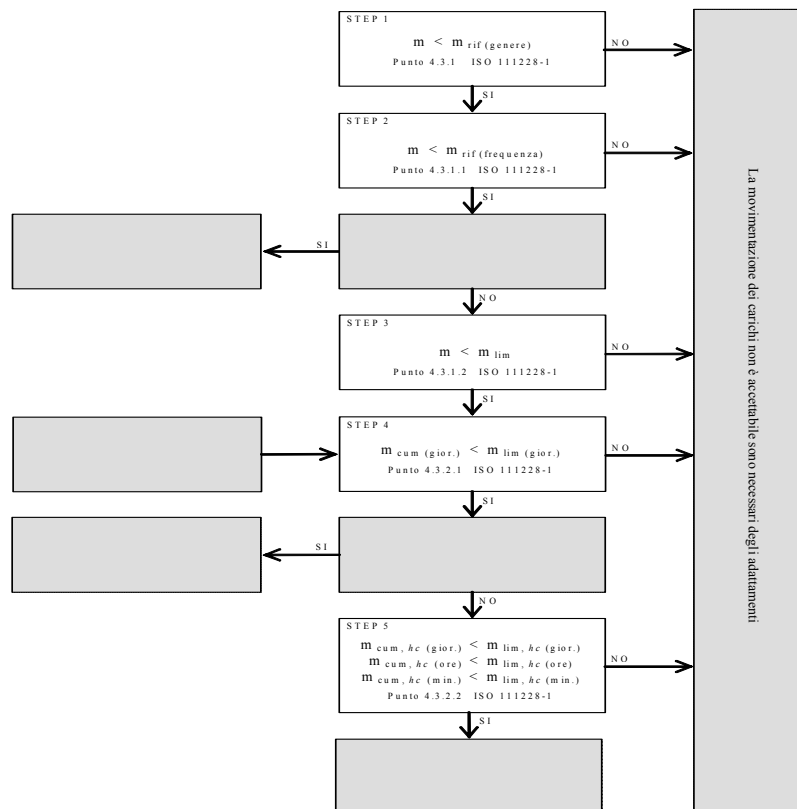 STEP 1
m < m rif (genere)
Punto 4.3.1 ISO 111228-1
NO
SI
STEP 2
m < m rif (frequenza)
Punto 4.3.1.1 ISO 111228-1
NO
SI
SI
NO
STEP 3
m < m lim
Punto 4.3.1.2 ISO 111228-1
NO
SI
STEP 4
m cum (gior.) < m lim (gior.)
Punto 4.3.2.1 ISO 111228-1
NO
SI
SI
NO
STEP 5
m cum, hc (gior.) < m lim, hc (gior.)
m cum, hc (ore) < m lim, hc (ore)
m cum, hc (min.) < m lim, hc (min.)
Punto 4.3.2.2 ISO 111228-1
NO
SI
La movimentazione dei carichi non è accettabile sono necessari degli adattamenti